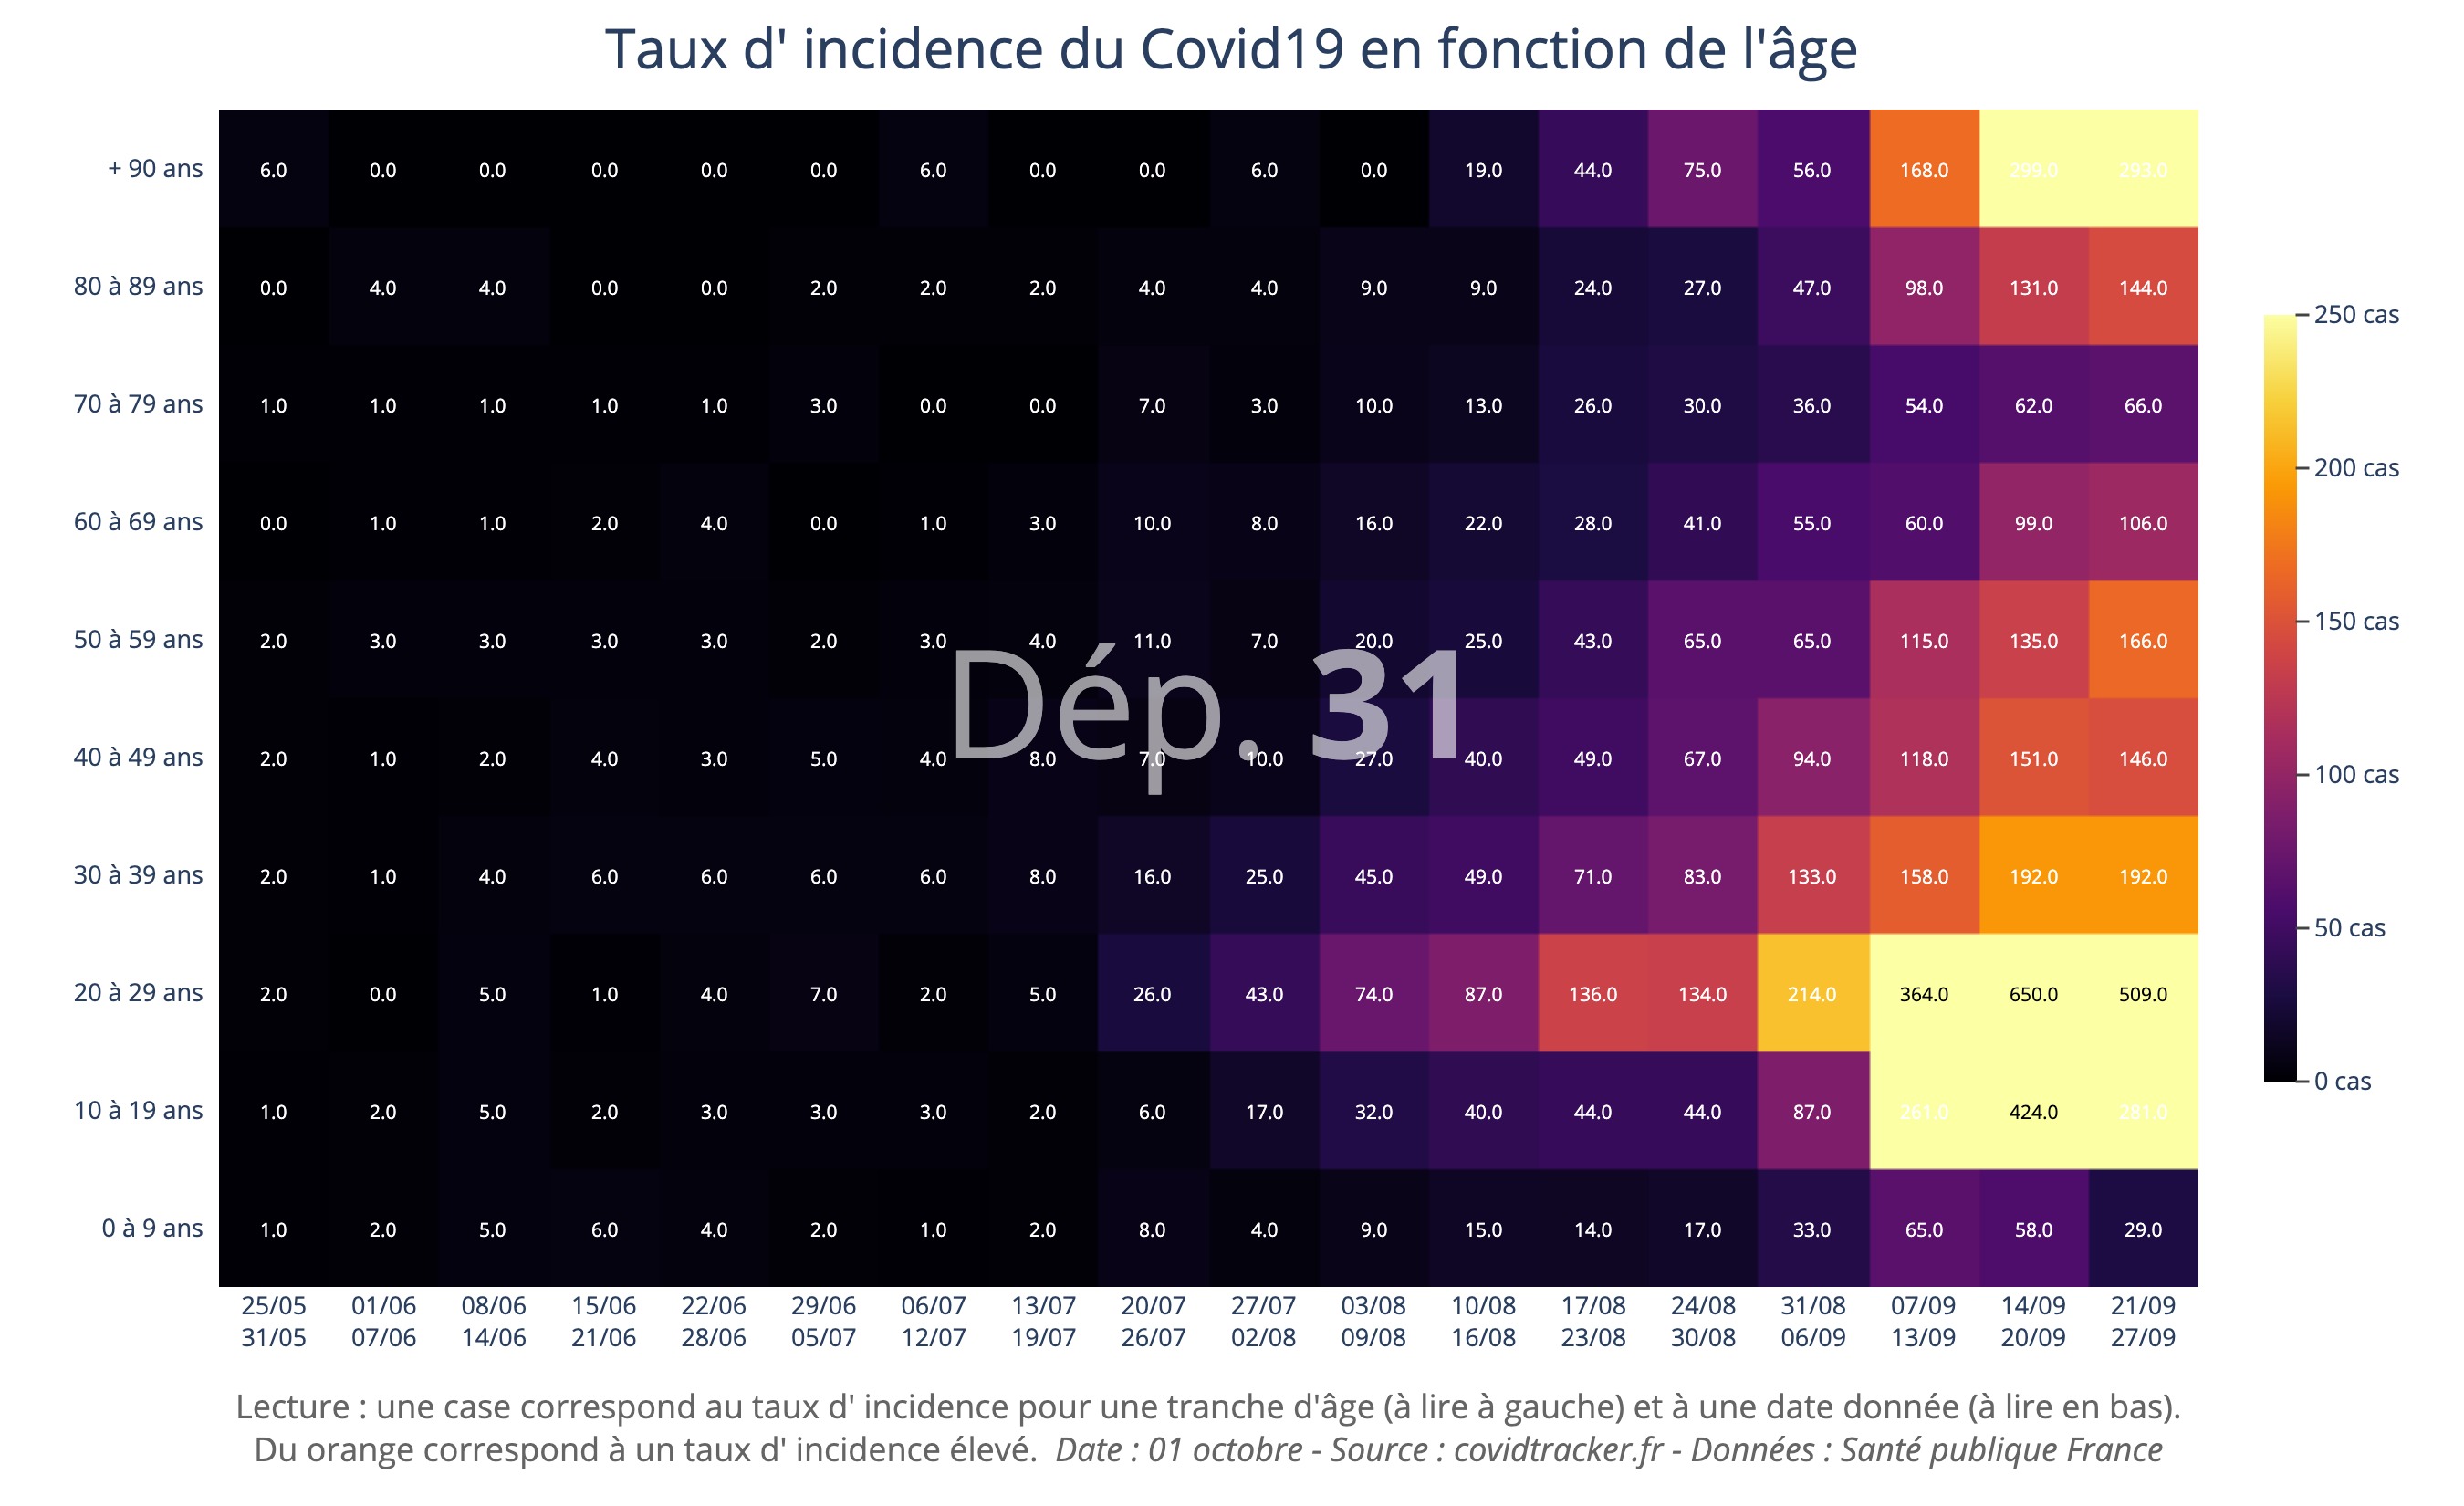 Taux d' incidence du Covid19 en fonction de l'âge
+ 90 ans 6.0 0.0 0.0 0.0 0.0 0.0 6.0 0.0 0.0 6.0 0.0 19.0 44.0 75.0 56.0 168.0 299.0 293.0
80 à 89 ans 0.0 4.0 4.0 0.0 0.0 2.0 2.0 2.0 4.0 4.0 9.0 9.0 24.0 27.0 47.0 98.0 131.0 144.0
250 cas
70 à 79 ans 1.0 1.0 1.0 1.0 1.0 3.0 0.0 0.0 7.0 3.0 10.0 13.0 26.0 30.0 36.0 54.0 62.0 66.0
200 cas
60 à 69 ans 0.0 1.0 1.0 2.0 4.0 0.0 1.0 3.0 10.0 8.0 16.0 22.0 28.0 41.0 55.0 60.0 99.0 106.0
150 cas
50 à 59 ans 2.0 3.0 3.0 3.0 3.0 2.0 3.0 4.0 11.0 7.0 20.0 25.0 43.0 65.0 65.0 115.0 135.0 166.0
Dép. 31
40 à 49 ans 2.0 1.0 2.0 4.0 3.0 5.0 4.0 8.0 7.0 10.0 27.0 40.0 49.0 67.0 94.0 118.0 151.0 146.0
100 cas
30 à 39 ans 2.0 1.0 4.0 6.0 6.0 6.0 6.0 8.0 16.0 25.0 45.0 49.0 71.0 83.0 133.0 158.0 192.0 192.0
50 cas
20 à 29 ans 2.0 0.0 5.0 1.0 4.0 7.0 2.0 5.0 26.0 43.0 74.0 87.0 136.0 134.0 214.0 364.0 650.0 509.0
0 cas
10 à 19 ans 1.0 2.0 5.0 2.0 3.0 3.0 3.0 2.0 6.0 17.0 32.0 40.0 44.0 44.0 87.0 261.0 424.0 281.0
0 à 9 ans 1.0 2.0 5.0 6.0 4.0 2.0 1.0 2.0 8.0 4.0 9.0 15.0 14.0 17.0 33.0 65.0 58.0 29.0
25/05 01/06 08/06 15/06 22/06 29/06 06/07 13/07 20/07 27/07 03/08 10/08 17/08 24/08 31/08 07/09 14/09 21/09
31/05 07/06 14/06 21/06 28/06 05/07 12/07 19/07 26/07 02/08 09/08 16/08 23/08 30/08 06/09 13/09 20/09 27/09
Lecture : une case correspond au taux d' incidence pour une tranche d'âge (à lire à gauche) et à une date donnée (à lire en bas).
Du orange correspond à un taux d' incidence élevé. Date : 01 octobre - Source : covidtracker.fr - Données : Santé publique France